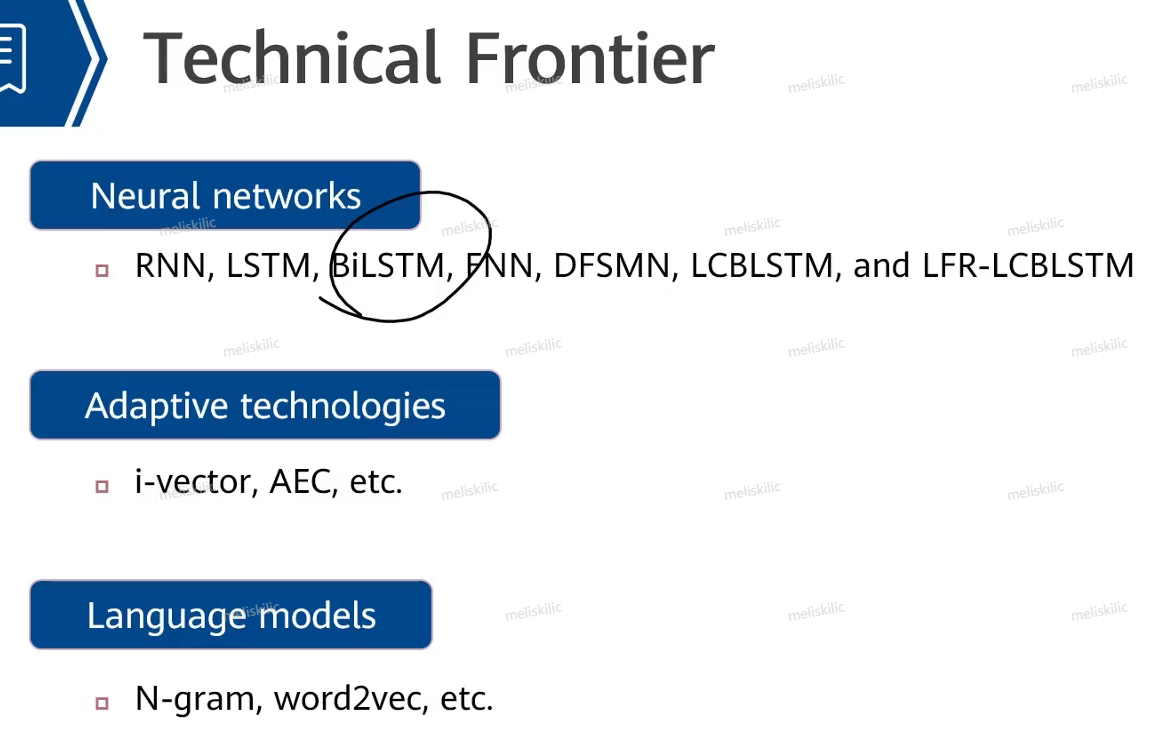 Technical Frontier
meliskilic meliskilic meliskilic meliskilic
Neural networks
meliskilic meliskilic meliskilic meliskilic
RNN, LSTM, BiLSTM, FNN, DFSMN, LCBLSTM, and LFR-LCBLSTM
meliskilic meliskilic meliskilic meliskilic
Adaptive technologies
i-vector, AEC, etc.
meliskilic meliskilic meliskilic meliskilic
Language models
meliskilic meliskilic meliskilic meliskilic
N-gram, word2vec, etc.